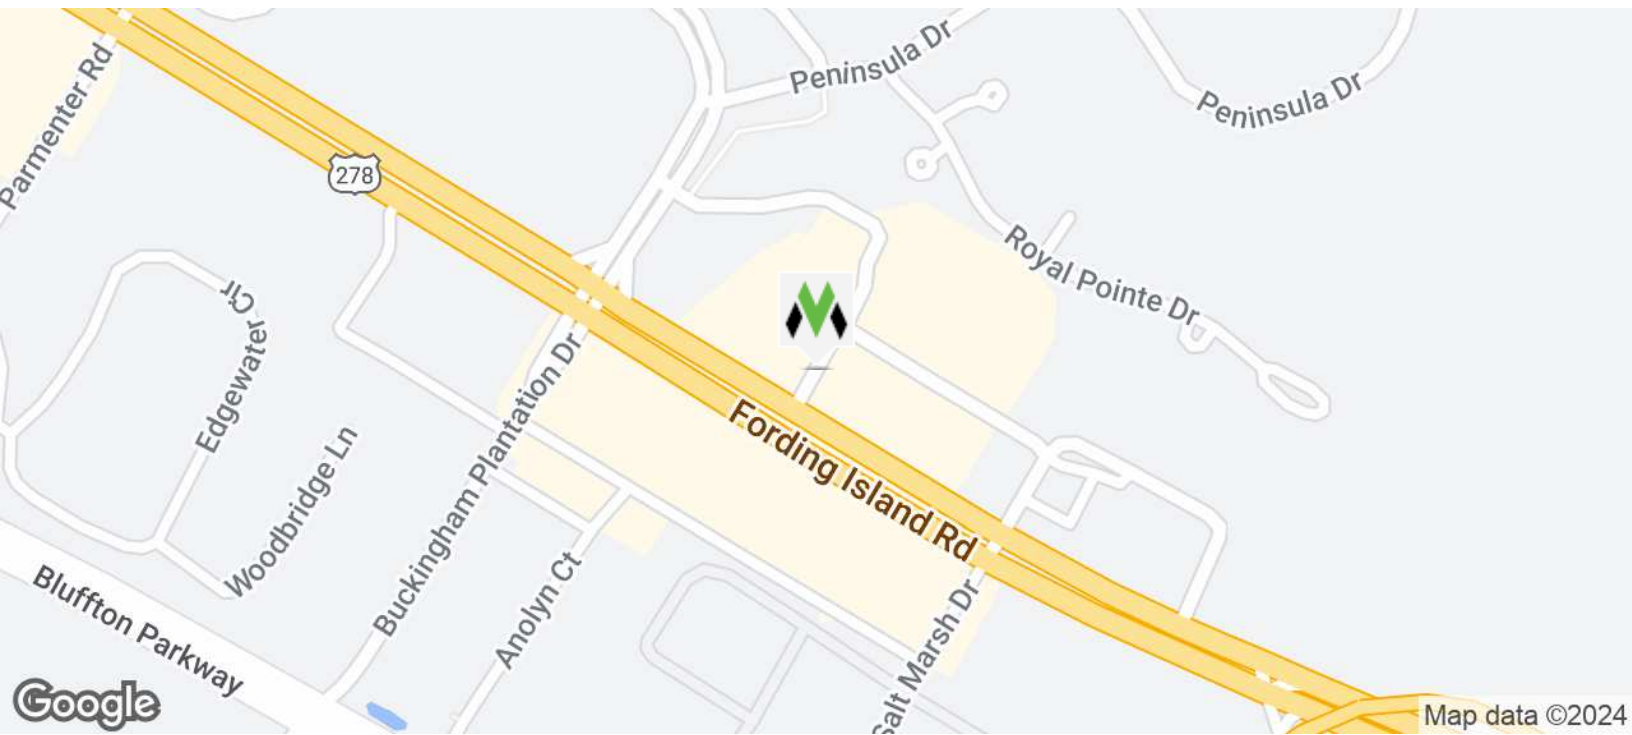 Peninsula Dr
Peninsula Dr
Parmenter Rd
278
Royal Pointe Dr
Edgewater Cir
Buckingham Plantation Dr
Fording Island Rd
Woodbridge Ln
Anolyn Ct
Bluffton Parkway
Salt Marsh Dr
Google
Map data ©2024